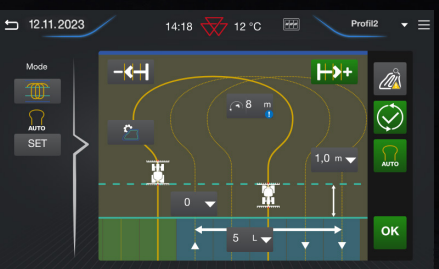 12.11.2023
14:18
12 °C
Profil2
Mode
AUTO
SET
8 m
1
1,0 m
0
5 L
AUTO
OK